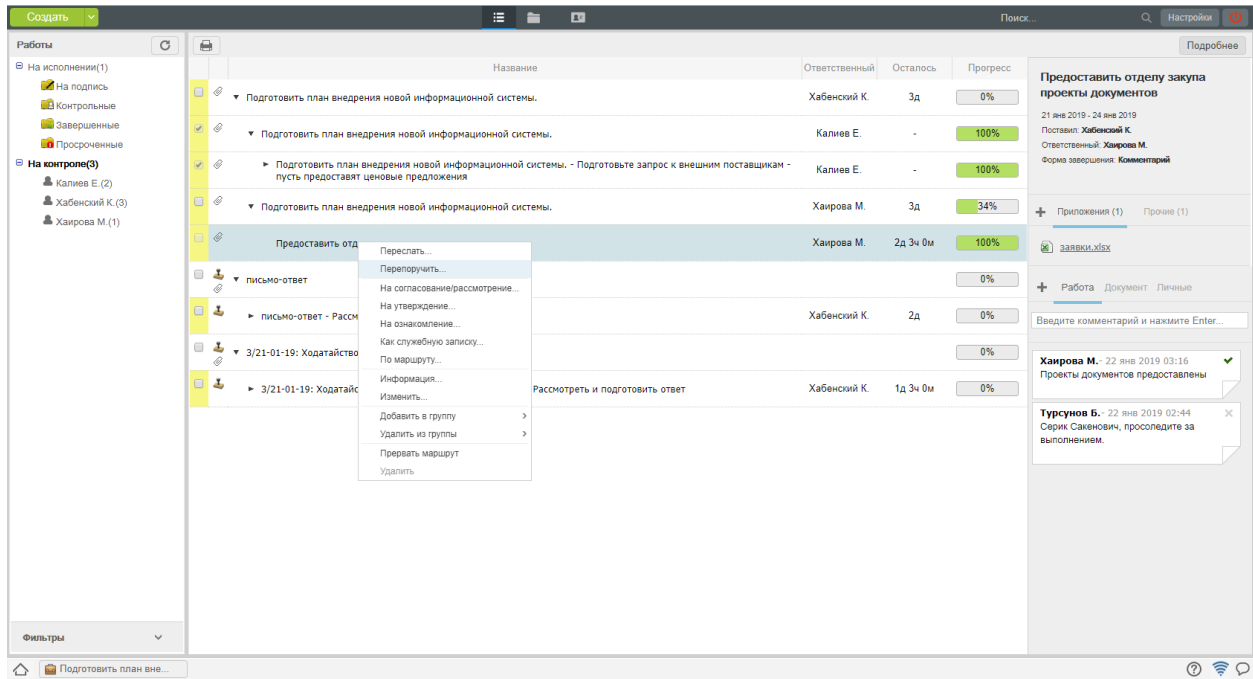 Создать
Поиск...
Настройки
Работы
На исполнении(1)
На подпись
Контрольные
Завершенные
Просроченные
На контроле(3)
Калиев Е.(2)
Хабенский К.(3)
Хаирова М.(1)
Фильтры
Подробнее
Название Ответственный Осталось Прогресс
Подготовить план внедрения новой информационной системы. Хабенский К. 3д 0%
Подготовить план внедрения новой информационной системы. Калиев Е. - 100%
Подготовить план внедрения новой информационной системы. - Подготовьте запрос к внешним поставщикам -
пусть предоставят ценовые предложения Калиев Е. - 100%
Подготовить план внедрения новой информационной системы. Хаирова М. 3д 34%
Предоставить отд Хаирова М. 2д 3ч 0м 100%
письмо-ответ 0%
письмо-ответ - Рассм Хабенский К. 2д 0%
3/21-01-19: Ходатайство 0%
3/21-01-19: Ходатайс Рассмотреть и подготовить ответ Хабенский К. 1д 3ч 0м 0%
Переслать...
Перепоручить...
На согласование/рассмотрение...
На утверждение...
На ознакомление...
Как служебную записку...
По маршруту...
Информация...
Изменить...
Добавить в группу
Удалить из группы
Прервать маршрут
Удалить
Предоставить отделу закупа
проекты документов
21 янв 2019 - 24 янв 2019
Поставил: Хабенский К.
Ответственный: Хаирова М.
Форма завершения: Комментарий
Приложения (1) Прочие (1)
заявки.xlsx
Работа Документ Личные
Введите комментарий и нажмите Enter...
Хаирова М. - 22 янв 2019 03:16
Проекты документов предоставлены
Турсунов Б. - 22 янв 2019 02:44
Серик Сакенович, проследите за
выполнением.
Подготовить план вне...